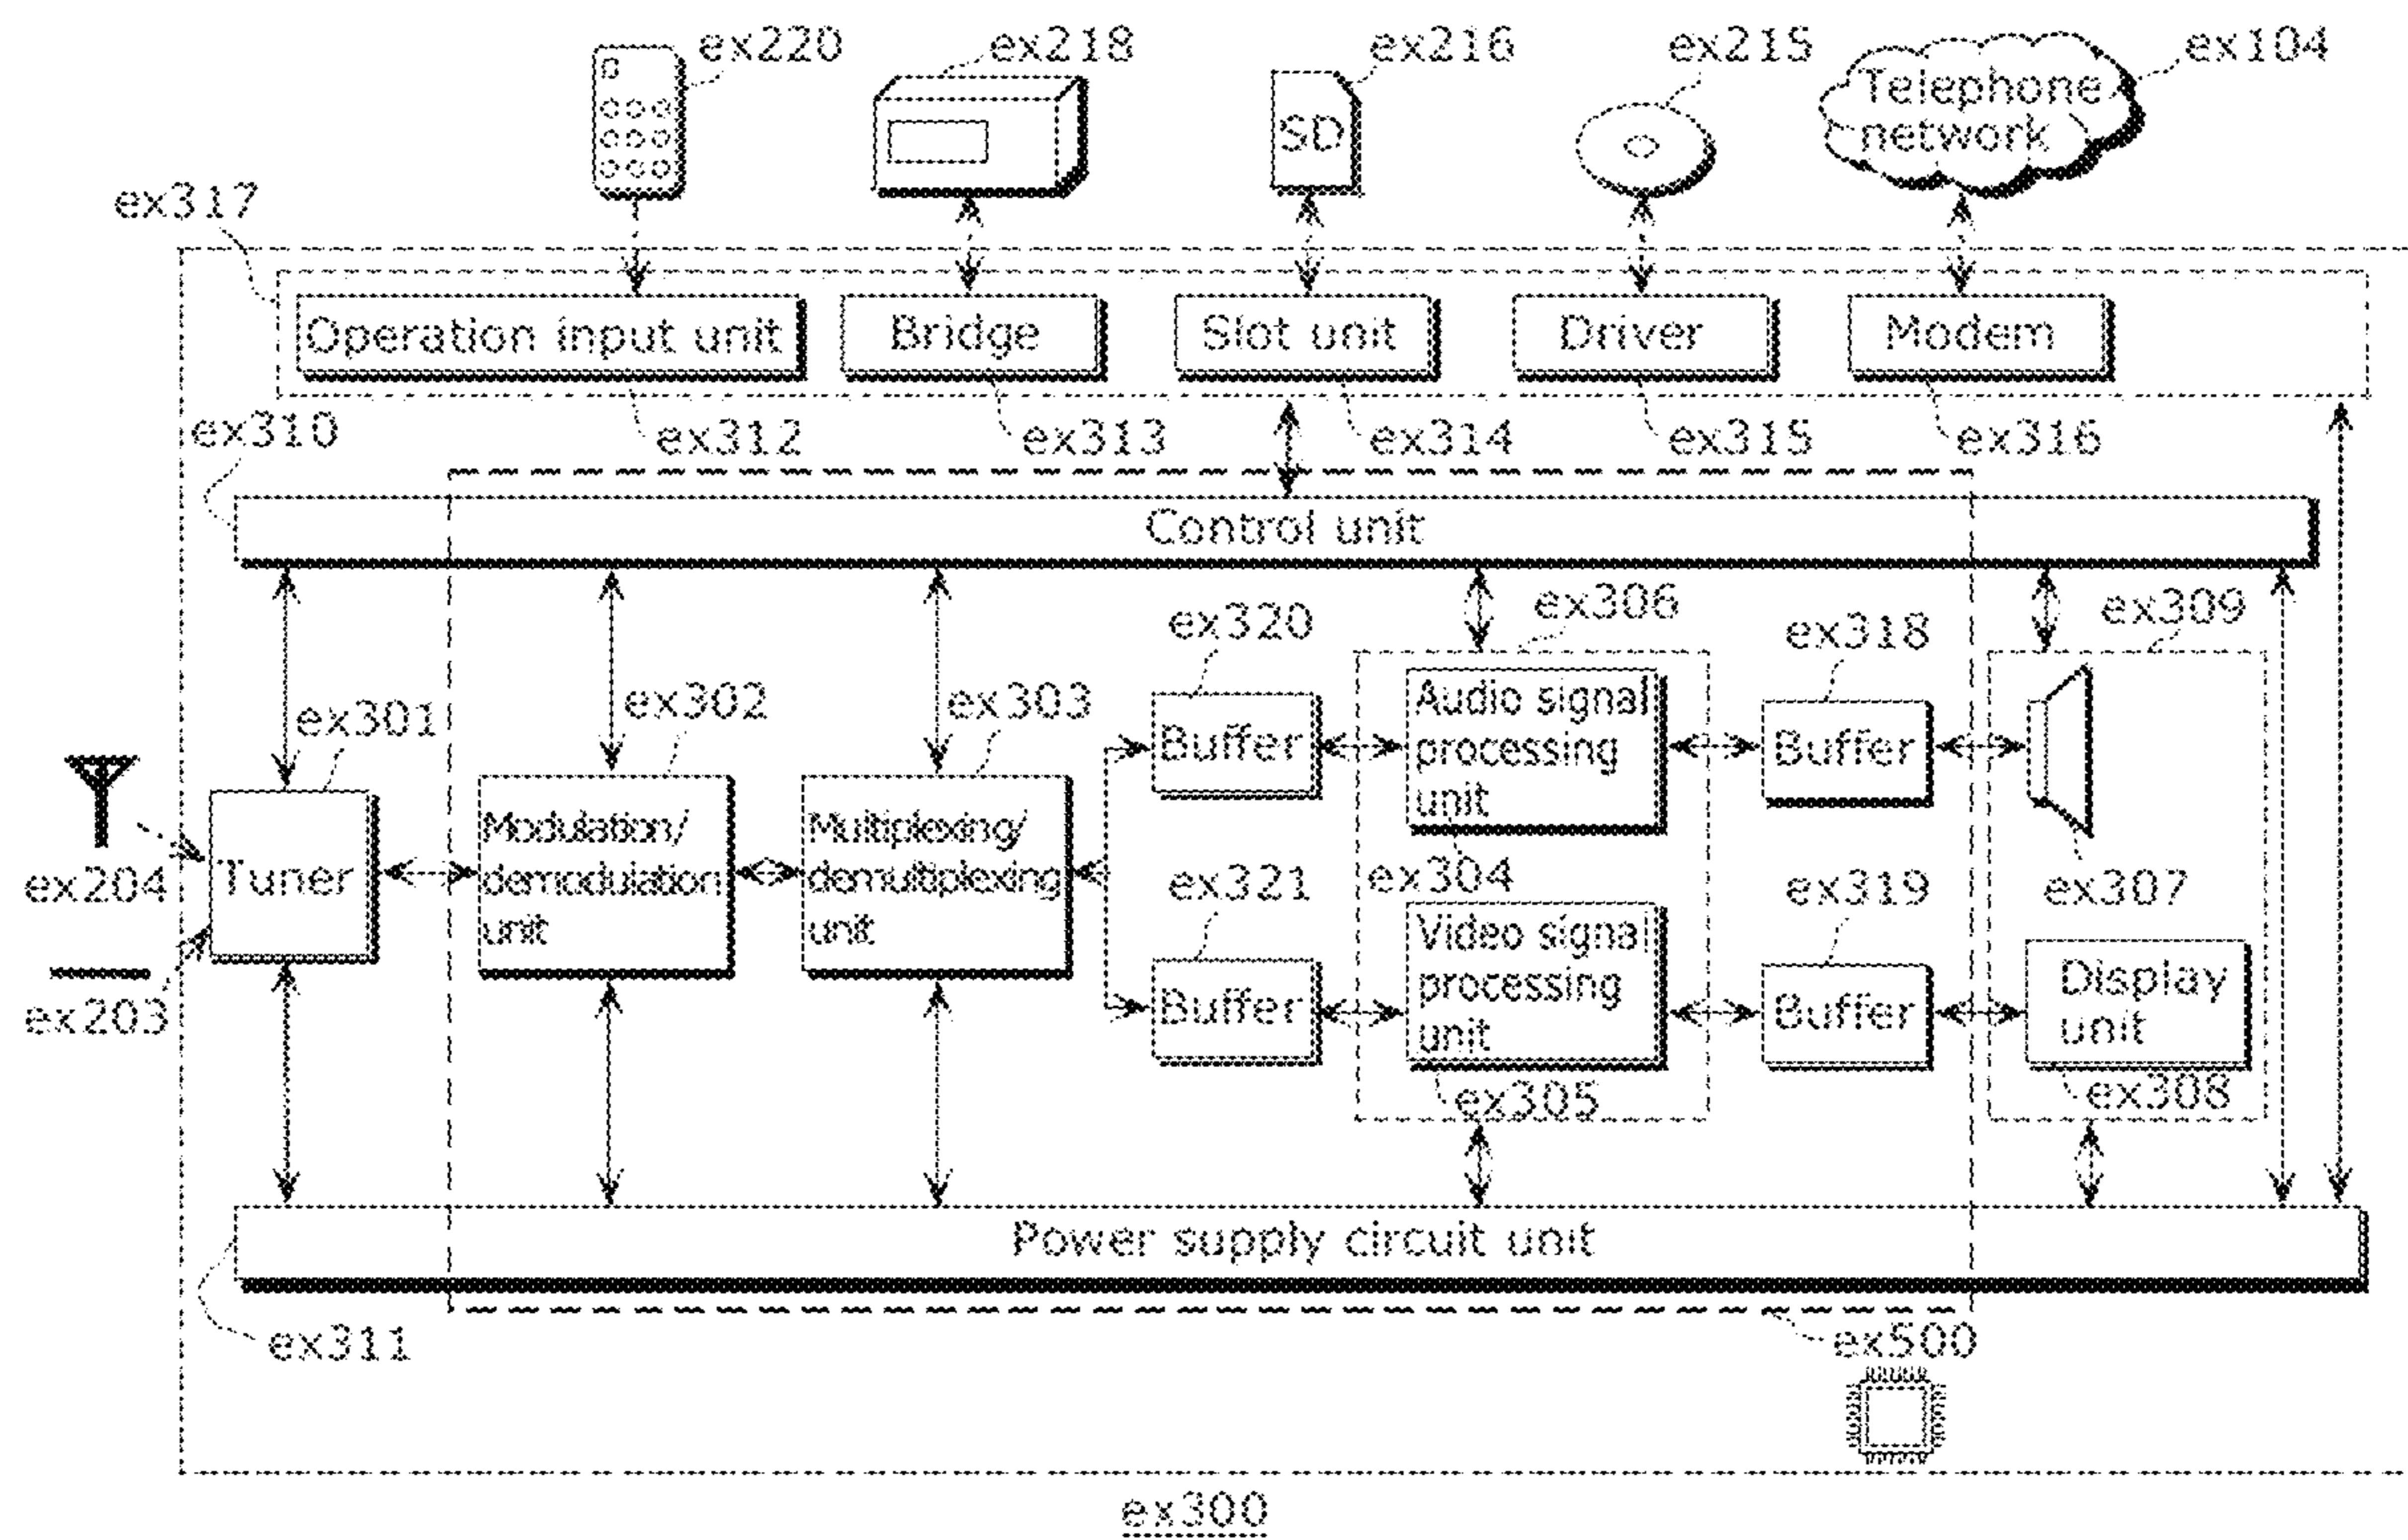 ex220
ex218
ex216
ex215
ex104
Telephone
network
SD
ex317
Operation input unit
Bridge
Slot unit
Driver
Modem
ex310
ex312
ex313
ex314
ex315
ex316
Control unit
ex320
ex306
ex318
ex309
ex301
ex302
ex303
Buffer
Audio signal
processing
unit
Buffer
ex204
Tuner
Modulation/
demodulation
unit
Multiplexing/
demultiplexing
unit
ex321
ex304
ex319
ex307
ex203
Buffer
Video signal
processing
unit
Buffer
Display
unit
ex305
ex308
Power supply circuit unit
ex311
ex500
ex300